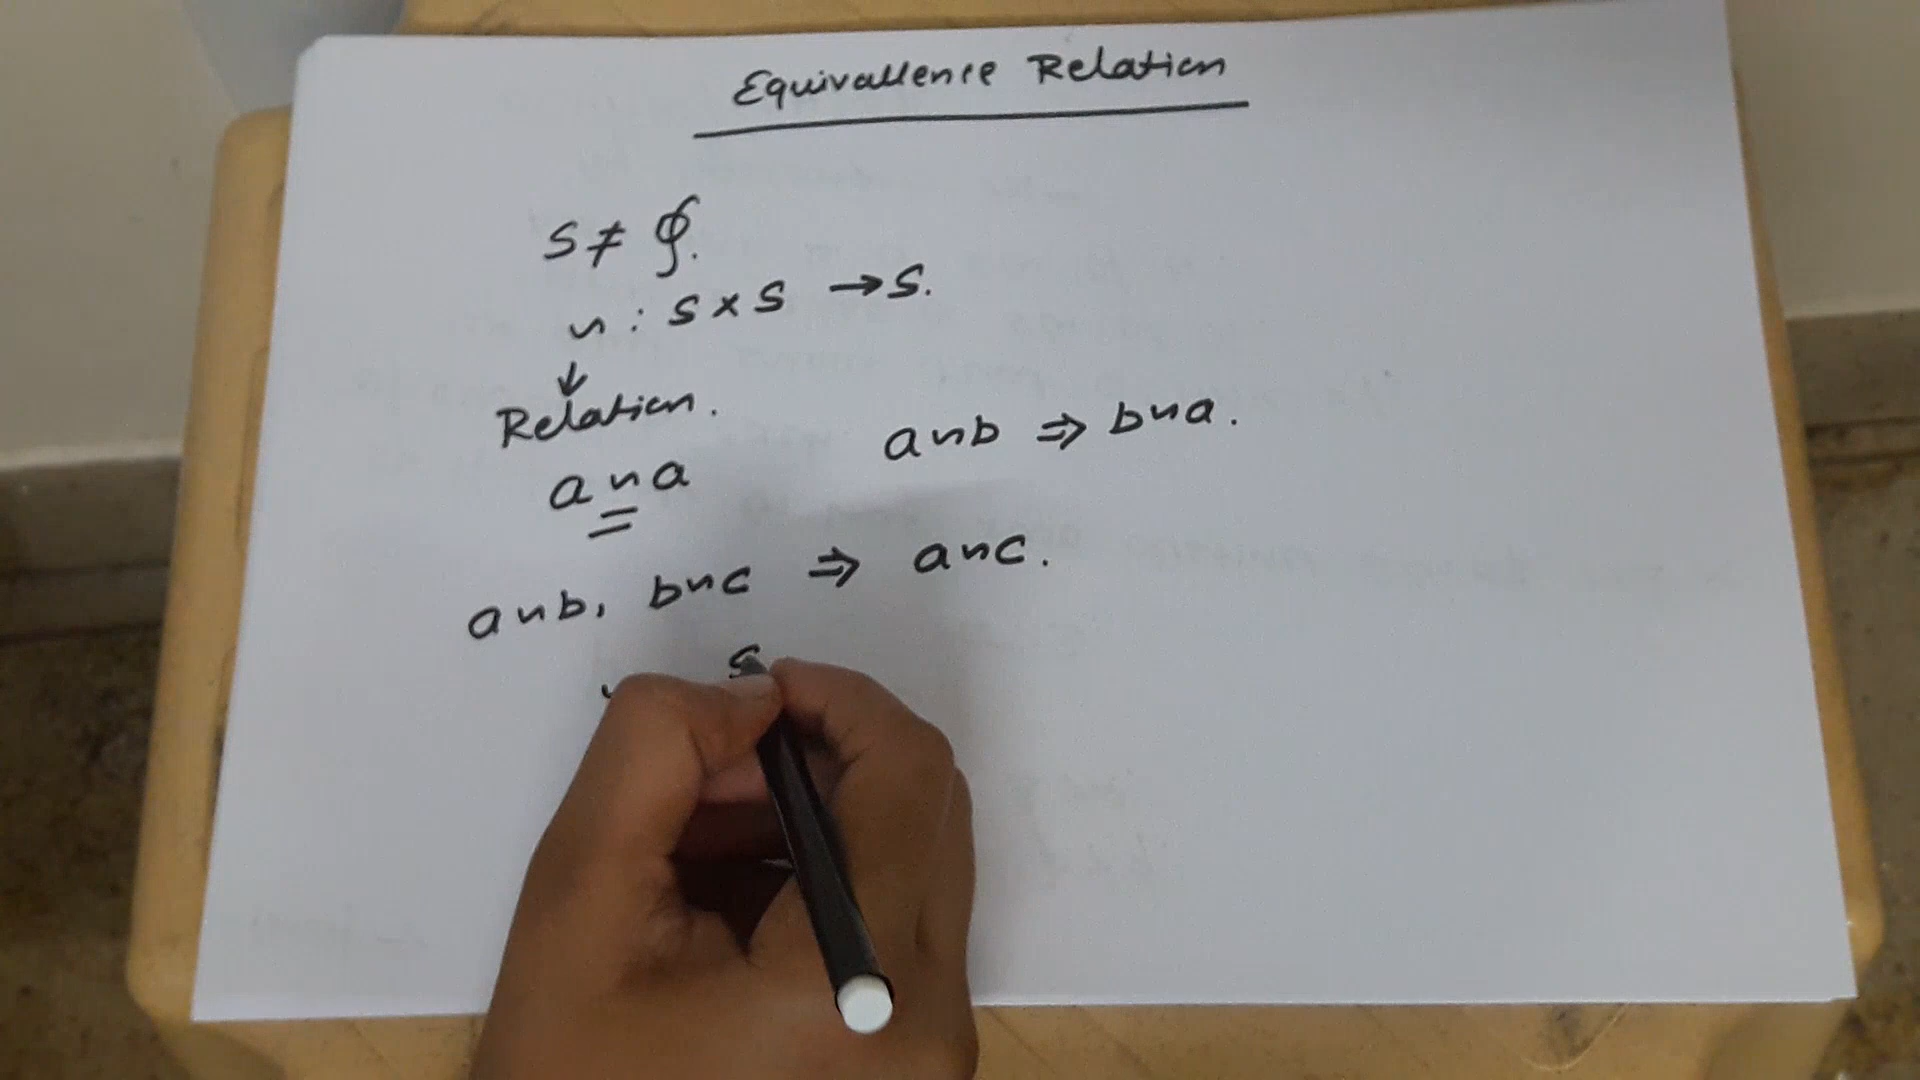 Equivallence Relation
S ≠ φ.
~ : S × S → S.
↓
Relation.
a ~ a
a ~ b ⇒ b ~ a.
a ~ b, b ~ c ⇒ a ~ c.
S